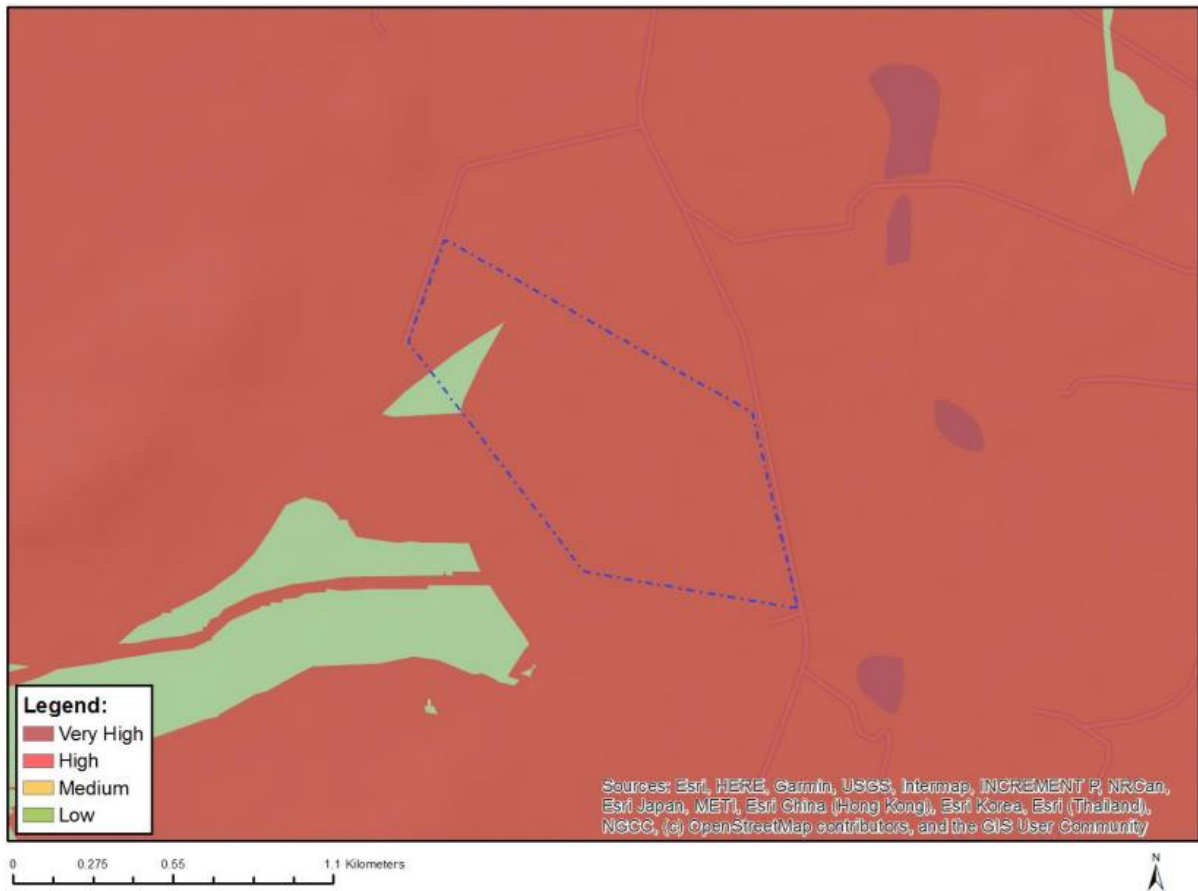 Legend:
Very High
High
Medium
Low
Sources: Esri, HERE, Garmin, USGS, Intermap, INCREMENT P, NRCan,
Esri Japan, METI, Esri China (Hong Kong), Esri Korea, Esri (Thailand),
NGCC, (c) OpenStreetMap contributors, and the GIS User Community
0 0.275 0.55 1.1 Kilometers
N